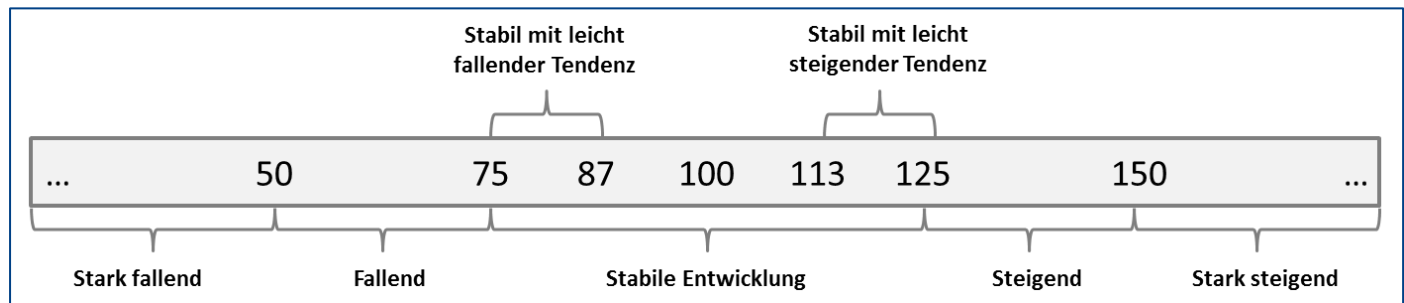 Stabil mit leicht
fallender Tendenz
Stabil mit leicht
steigender Tendenz
... 50 75 87 100 113 125 150 ...
Stark fallend Fallend Stabile Entwicklung Steigend Stark steigend